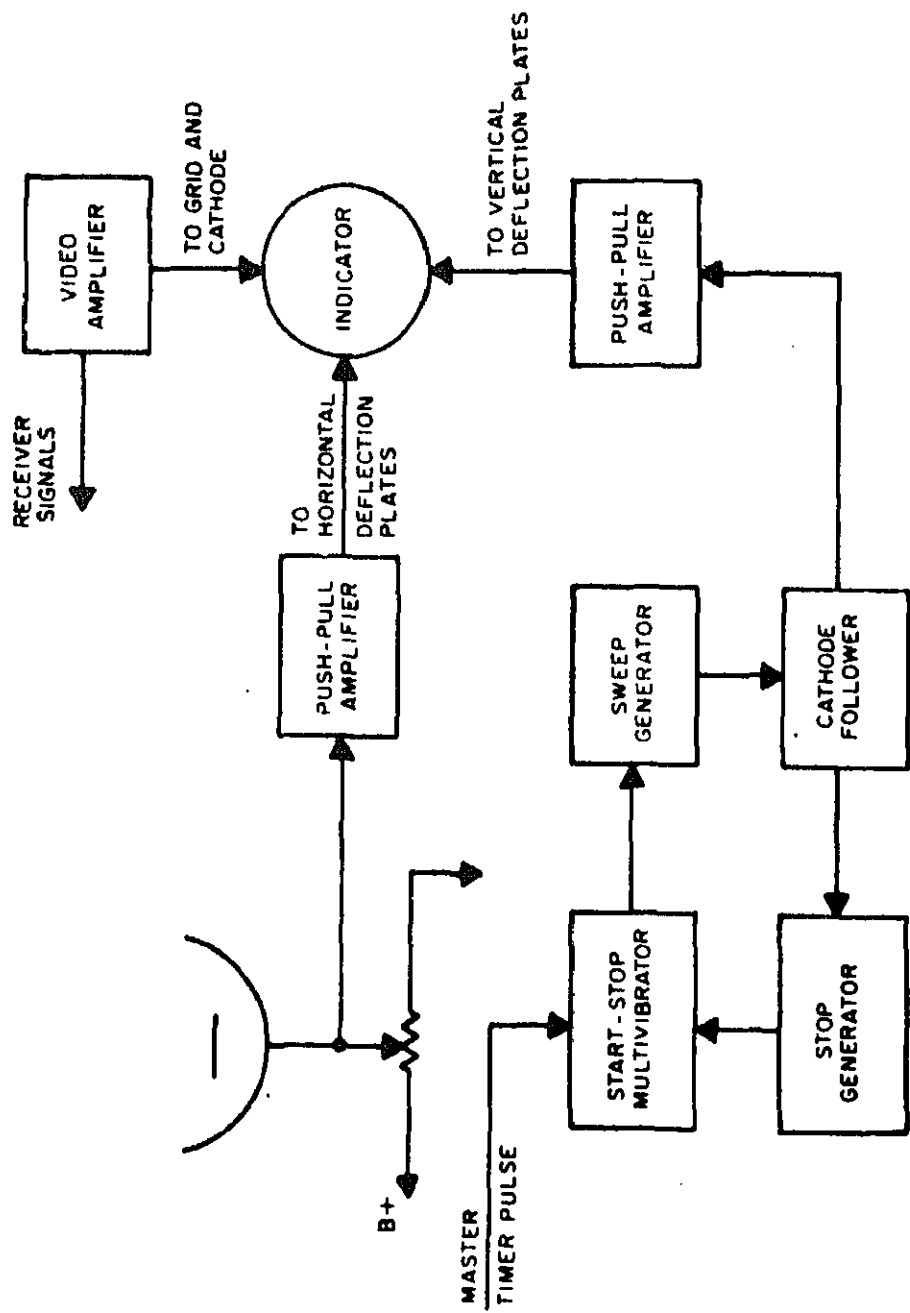 RECEIVER
SIGNALS
VIDEO
AMPLIFIER
TO GRID AND
CATHODE
INDICATOR
TO
HORIZONTAL
DEFLECTION
PLATES
PUSH-PULL
AMPLIFIER
TO VERTICAL
DEFLECTION PLATES
PUSH-PULL
AMPLIFIER
B+
MASTER
TIMER PULSE
START-STOP
MULTIVIBRATOR
SWEEP
GENERATOR
STOP
GENERATOR
CATHODE
FOLLOWER